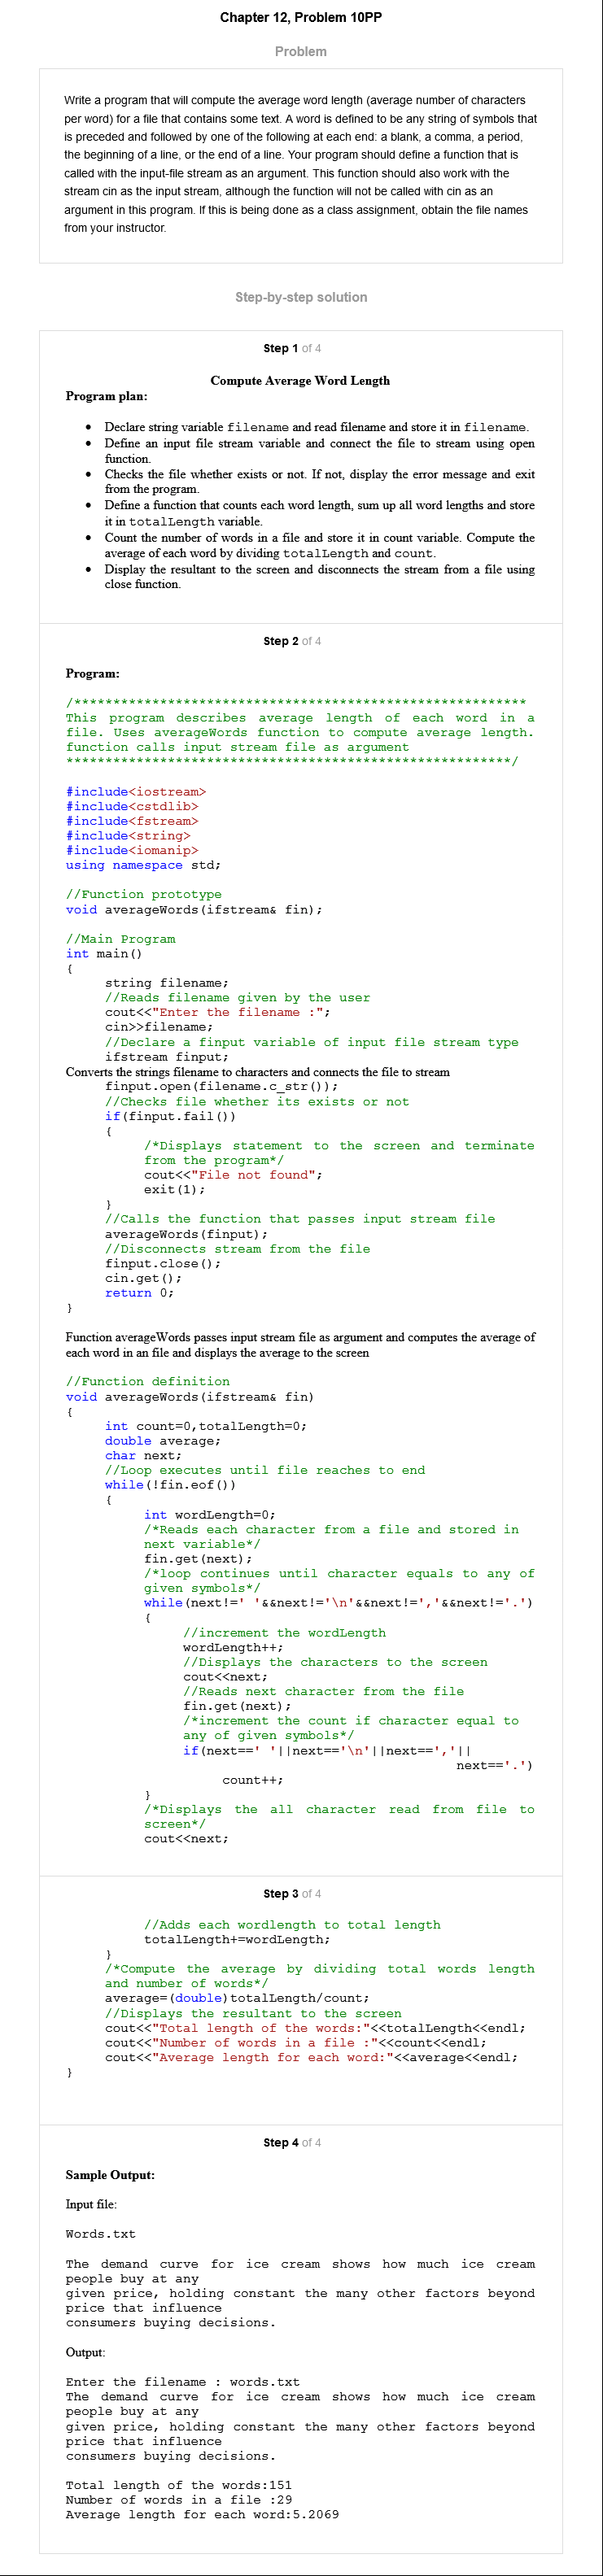 Chapter 12, Problem 10PP
Problem
Write a program that will compute the average word length (average number of characters
per word) for a file that contains some text. A word is defined to be any string of symbols that
is preceded and followed by one of the following at each end: a blank, a comma, a period,
the beginning of a line, or the end of a line. Your program should define a function that is
called with the input-file stream as an argument. This function should also work with the
stream cin as the input stream, although the function will not be called with cin as an
argument in this program. If this is being done as a class assignment, obtain the file names
from your instructor.
Step-by-step solution
Step 1 of 4
Compute Average Word Length
Program plan:
• Declare string variable filename and read filename and store it in filename.
• Define an input file stream variable and connect the file to stream using open
function.
• Checks the file whether exists or not. If not, display the error message and exit
from the program.
• Define a function that counts each word length, sum up all word lengths and store
it in totalLength variable.
• Count the number of words in a file and store it in count variable. Compute the
average of each word by dividing totalLength and count.
• Display the resultant to the screen and disconnects the stream from a file using
close function.
Step 2 of 4
Program:
/**********************************************************
This program describes average length of each word in a
file. Uses averageWords function to compute average length.
function calls input stream file as argument
*********************************************************/
#include<iostream>
#include<cstdlib>
#include<fstream>
#include<string>
#include<iomanip>
using namespace std;
//Function prototype
void averageWords(ifstream& fin);
//Main Program
int main()
{
string filename;
//Reads filename given by the user
cout<<"Enter the filename :";
cin>>filename;
//Declare a finput variable of input file stream type
ifstream finput;
Converts the strings filename to characters and connects the file to stream
finput.open(filename.c_str());
//Checks file whether its exists or not
if(finput.fail())
{
/*Displays statement to the screen and terminate
from the program*/
cout<<"File not found";
exit(1);
}
//Calls the function that passes input stream file
averageWords(finput);
//Disconnects stream from the file
finput.close();
cin.get();
return 0;
}
Function averageWords passes input stream file as argument and computes the average of
each word in an file and displays the average to the screen
//Function definition
void averageWords(ifstream& fin)
{
int count=0,totalLength=0;
double average;
char next;
//Loop executes until file reaches to end
while(!fin.eof())
{
int wordLength=0;
/*Reads each character from a file and stored in
next variable*/
fin.get(next);
/*loop continues until character equals to any of
given symbols*/
while(next!=' '&&next!='\n'&&next!=','&&next!='.')
{
//increment the wordLength
wordLength++;
//Displays the characters to the screen
cout<<next;
//Reads next character from the file
fin.get(next);
/*increment the count if character equal to
any of given symbols*/
if(next==' '||next=='\n'||next==','||
next=='.')
count++;
}
/*Displays the all character read from file to
screen*/
cout<<next;
Step 3 of 4
//Adds each wordlength to total length
totalLength+=wordLength;
}
/*Compute the average by dividing total words length
and number of words*/
average=(double)totalLength/count;
//Displays the resultant to the screen
cout<<"Total length of the words:"<<totalLength<<endl;
cout<<"Number of words in a file :"<<count<<endl;
cout<<"Average length for each word:"<<average<<endl;
}
Step 4 of 4
Sample Output:
Input file:
Words.txt
The demand curve for ice cream shows how much ice cream
people buy at any
given price, holding constant the many other factors beyond
price that influence
consumers buying decisions.
Output:
Enter the filename : words.txt
The demand curve for ice cream shows how much ice cream
people buy at any
given price, holding constant the many other factors beyond
price that influence
consumers buying decisions.
Total length of the words:151
Number of words in a file :29
Average length for each word:5.2069